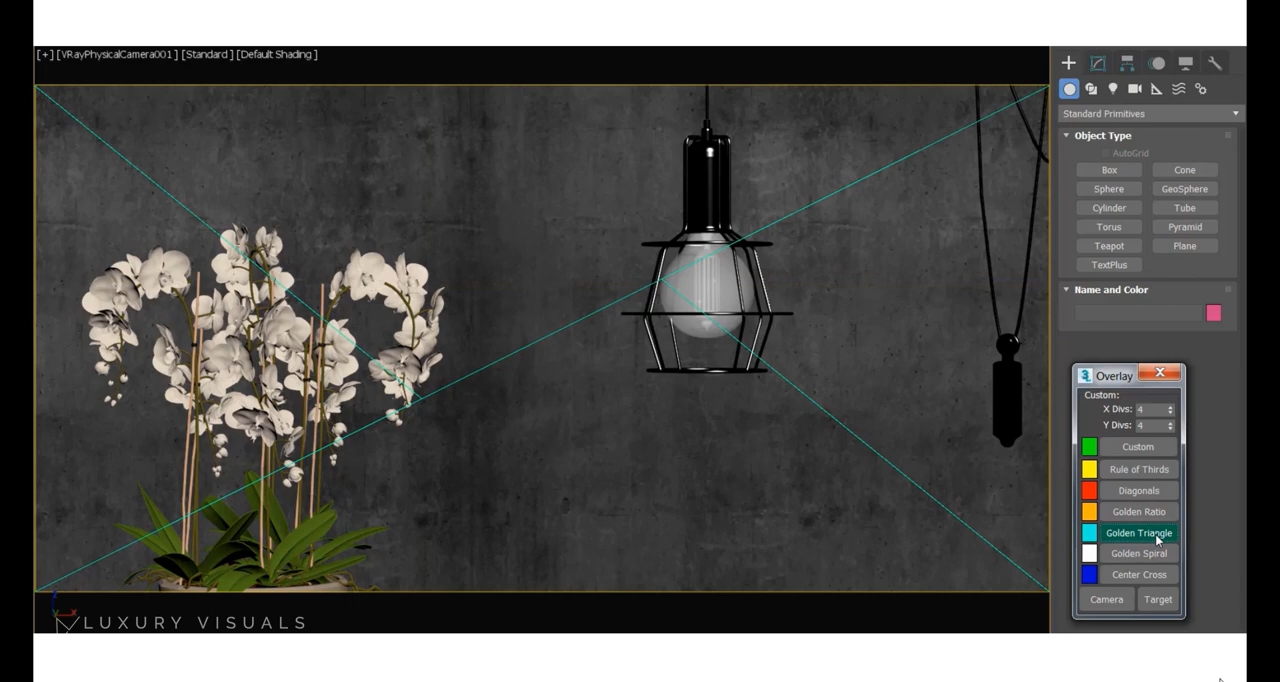 [+] [VRayPhysicalCamera001 ] [Standard ] [Default Shading ]
Standard Primitives
Object Type
AutoGrid
Box Cone
Sphere GeoSphere
Cylinder Tube
Torus Pyramid
Teapot Plane
TextPlus
Name and Color
3 Overlay X
Custom:
X Divs: 4
Y Divs: 4
Custom
Rule of Thirds
Diagonals
Golden Ratio
Golden Triangle
Golden Spiral
Center Cross
Camera Target
LUXURY VISUALS